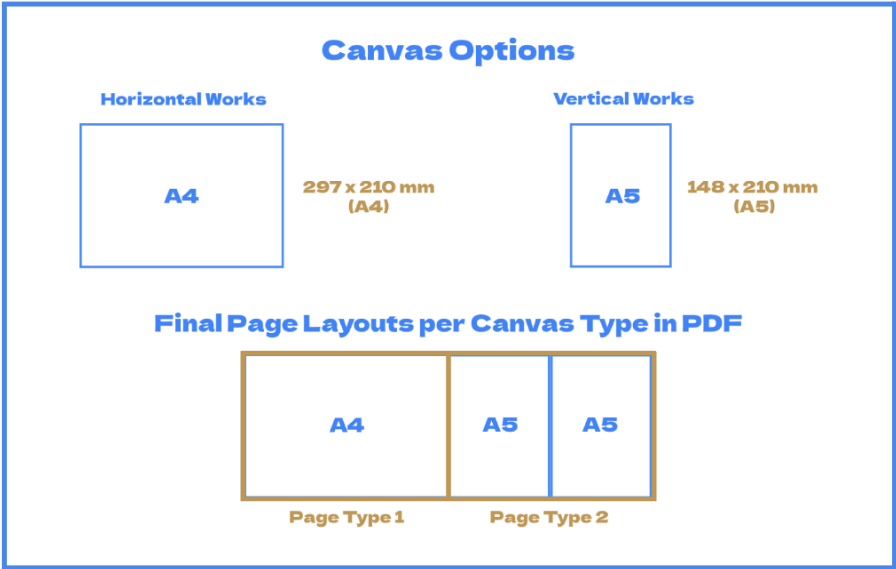 Canvas Options
Horizontal Works
Vertical Works
A4
297 x 210 mm
(A4)
A5
148 x 210 mm
(A5)
Final Page Layouts per Canvas Type in PDF
A4
A5
A5
Page Type 1
Page Type 2